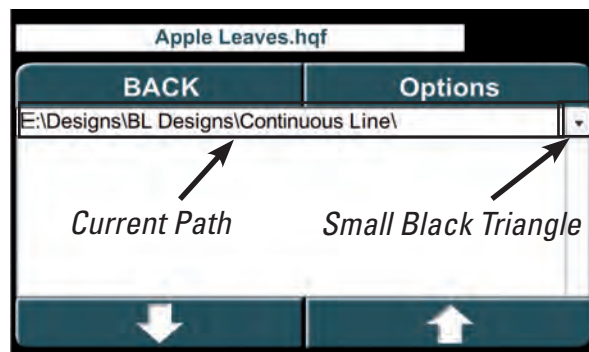 Apple Leaves.hqf
BACK Options
E:\Designs\BL Designs\Continuous Line\
Current Path Small Black Triangle